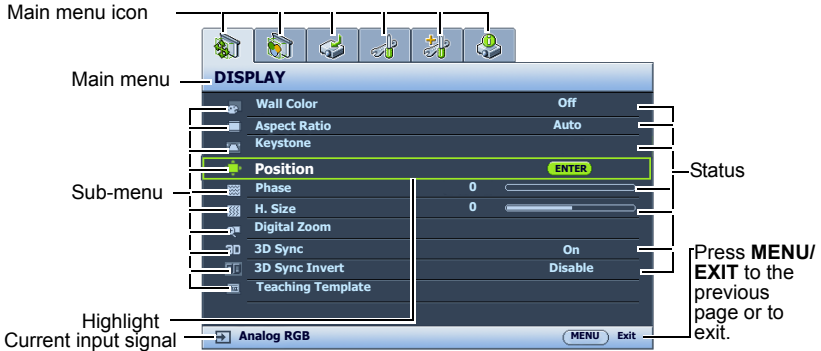 Main menu icon
Main menu
DISPLAY
Wall Color Off
Aspect Ratio Auto
Keystone
Position ENTER
Sub-menu
Phase 0
H. Size 0
Digital Zoom
3D Sync On
3D Sync Invert Disable
Teaching Template
Status
Highlight
Current input signal
Analog RGB MENU Exit
Press MENU/
EXIT to the
previous
page or to
exit.